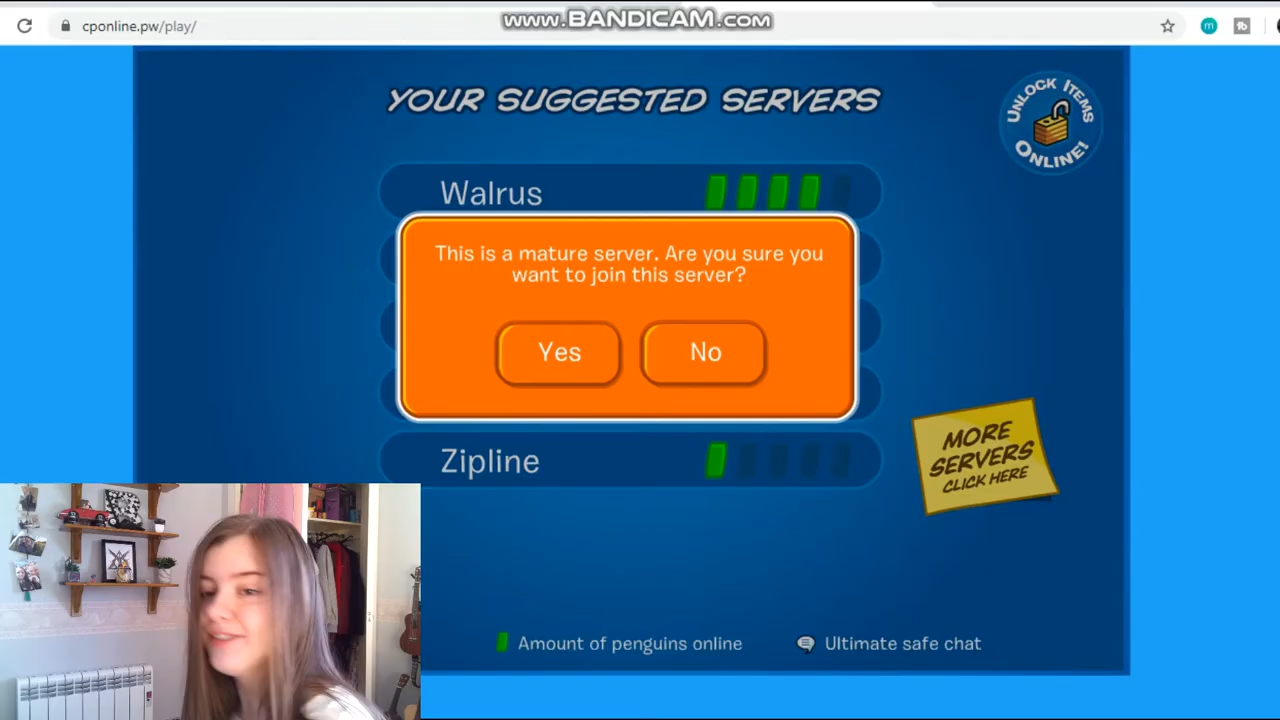 www.BANDICAM.com
cponline.pw/play/
YOUR SUGGESTED SERVERS
UNLOCK ITEMS
ONLINE!
Walrus
This is a mature server. Are you sure you
want to join this server?
Yes
No
Zipline
MORE
SERVERS
CLICK HERE
Amount of penguins online
Ultimate safe chat